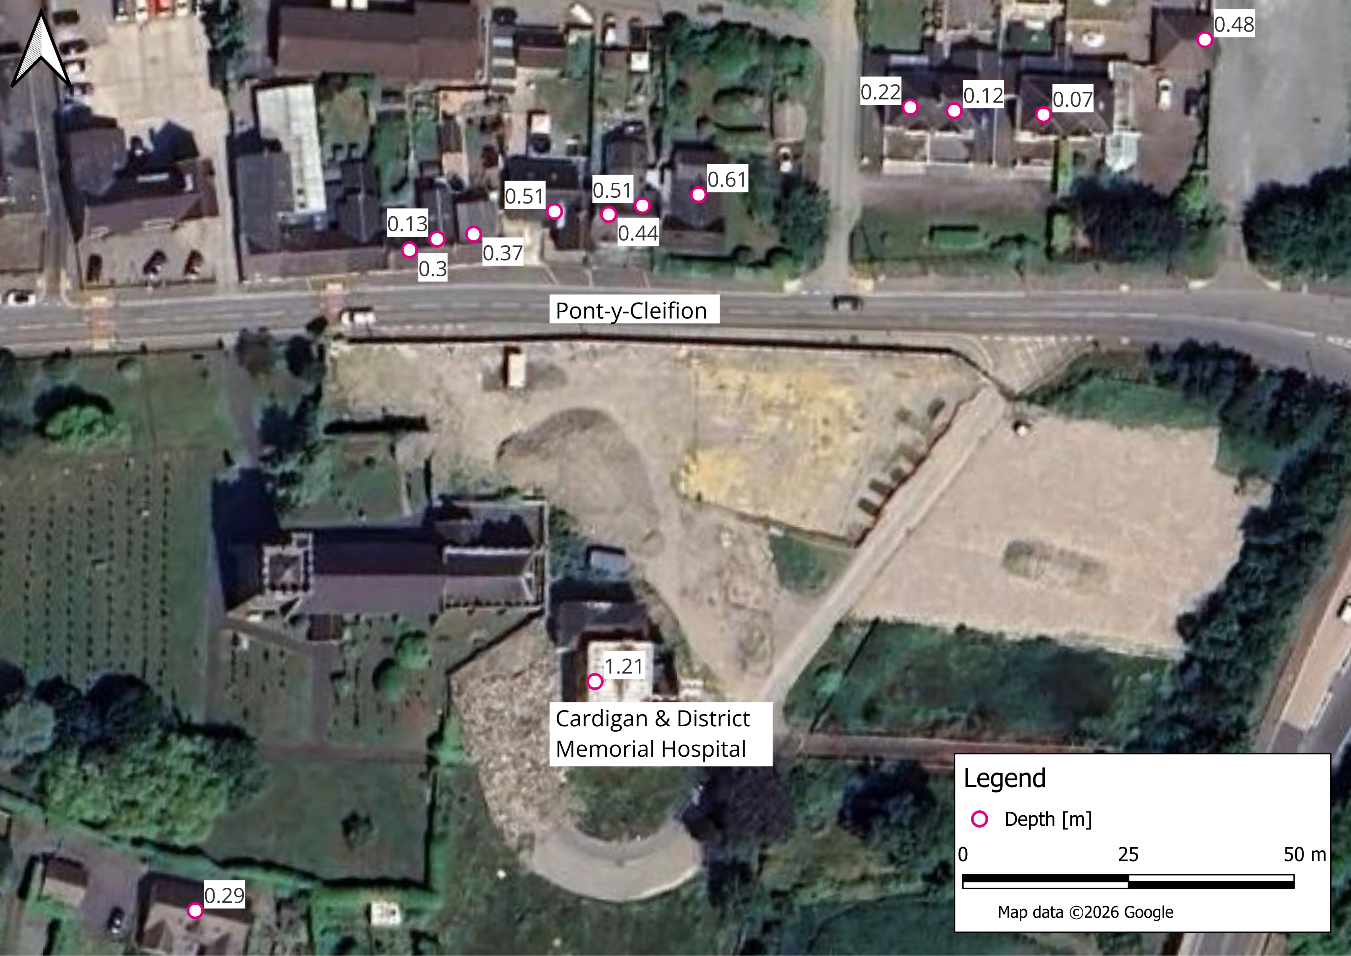 0.48
0.22
0.12
0.07
0.61
0.51
0.51
0.44
0.13
0.37
0.3
Pont-y-Cleifion
1.21
Cardigan & District
Memorial Hospital
Legend
Depth [m]
0 25 50 m
Map data ©2026 Google
0.29